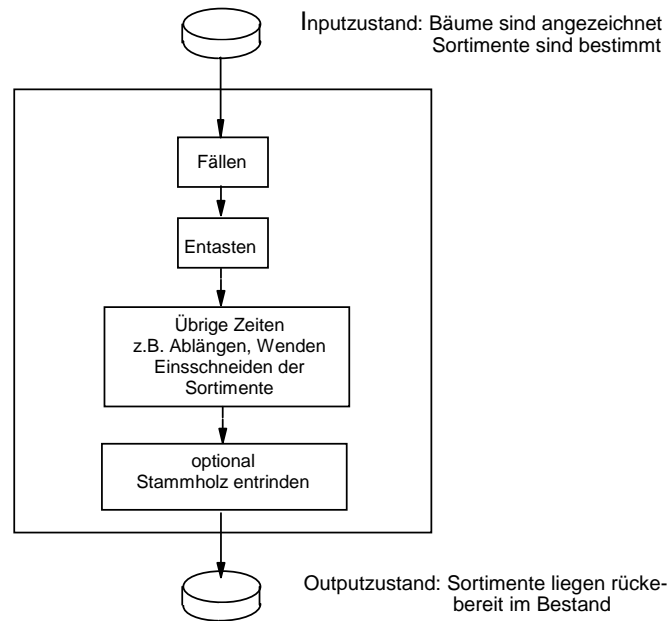 Inputzustand: Bäume sind angezeichnet
Sortimente sind bestimmt
Fällen
Entasten
Übrige Zeiten
z.B. Ablängen, Wenden
Einsschneiden der
Sortimente
optional
Stammholz entrinden
Outputzustand: Sortimente liegen rücke-
bereit im Bestand